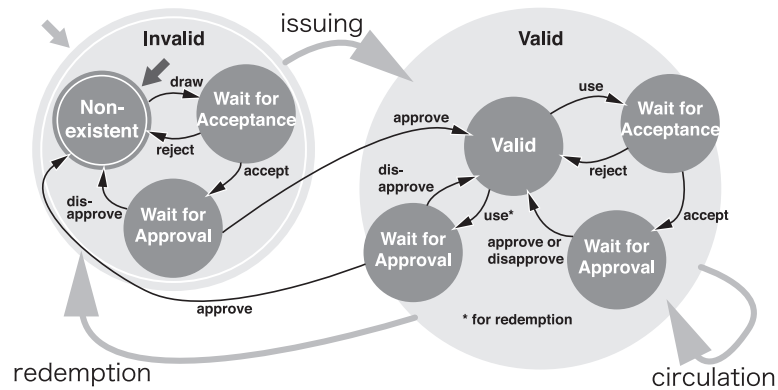 issuing
Invalid
Valid
draw
Non-
existent
Wait for
Acceptance
reject
accept
dis-
approve
Wait for
Approval
approve
use
Wait for
Acceptance
Valid
reject
dis-
approve
use*
accept
Wait for
Approval
approve or
disapprove
Wait for
Approval
approve
* for redemption
redemption
circulation